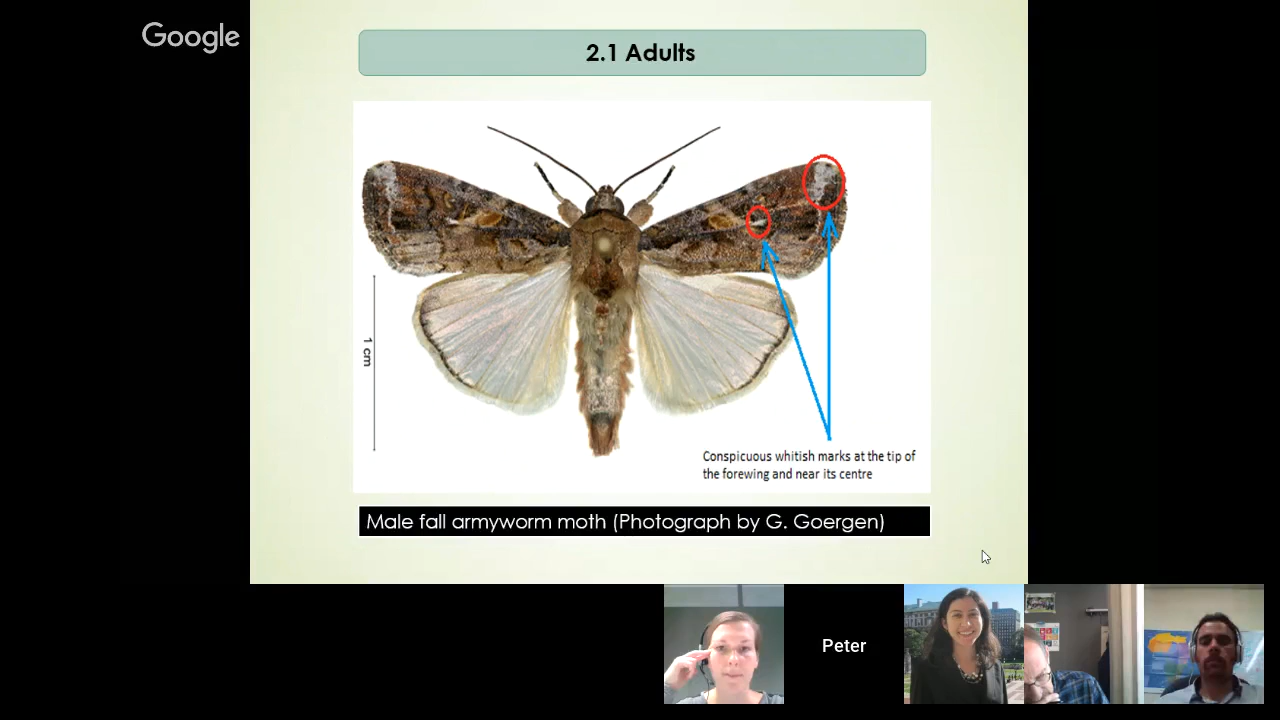 Google
2.1 Adults
1 cm
Conspicuous whitish marks at the tip of
the forewing and near its centre
Male fall armyworm moth (Photograph by G. Goergen)
Peter